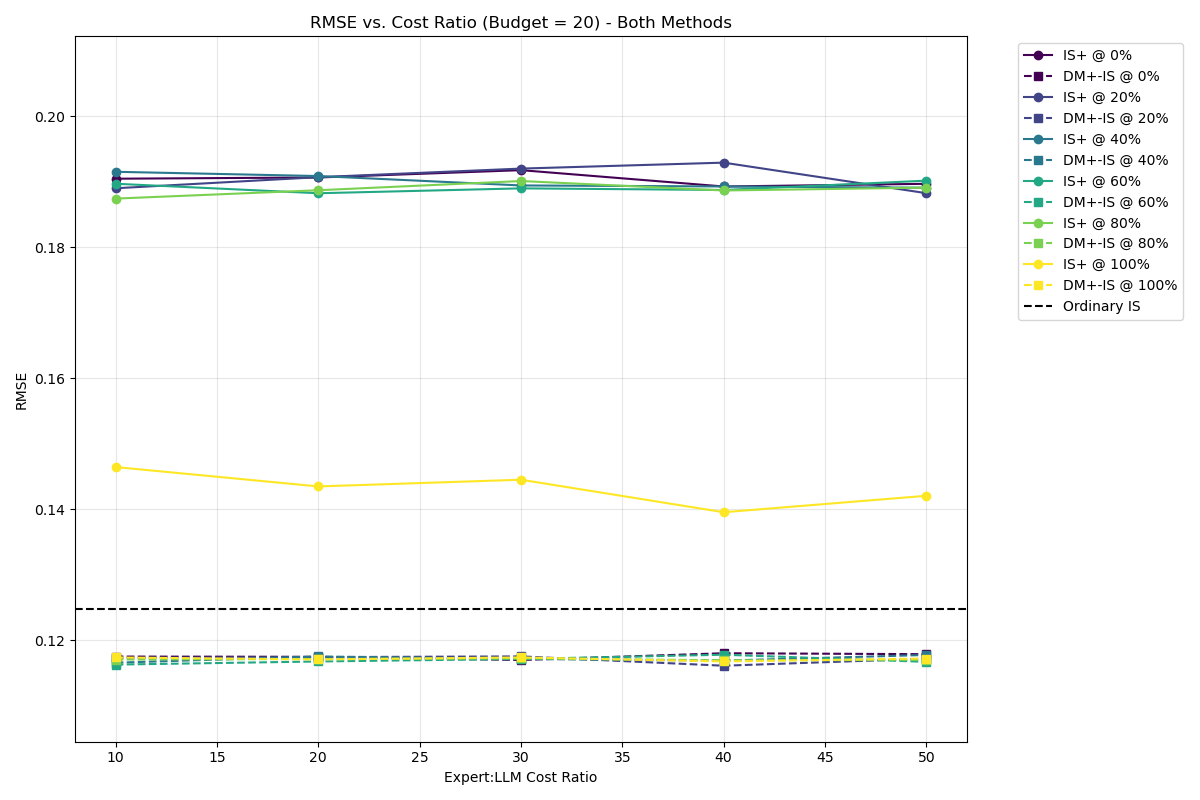 RMSE vs. Cost Ratio (Budget = 20) - Both Methods
RMSE
0.20
0.18
0.16
0.14
0.12
10
15
20
25
30
35
40
45
50
Expert:LLM Cost Ratio
IS+ @ 0%
DM+-IS @ 0%
IS+ @ 20%
DM+-IS @ 20%
IS+ @ 40%
DM+-IS @ 40%
IS+ @ 60%
DM+-IS @ 60%
IS+ @ 80%
DM+-IS @ 80%
IS+ @ 100%
DM+-IS @ 100%
Ordinary IS